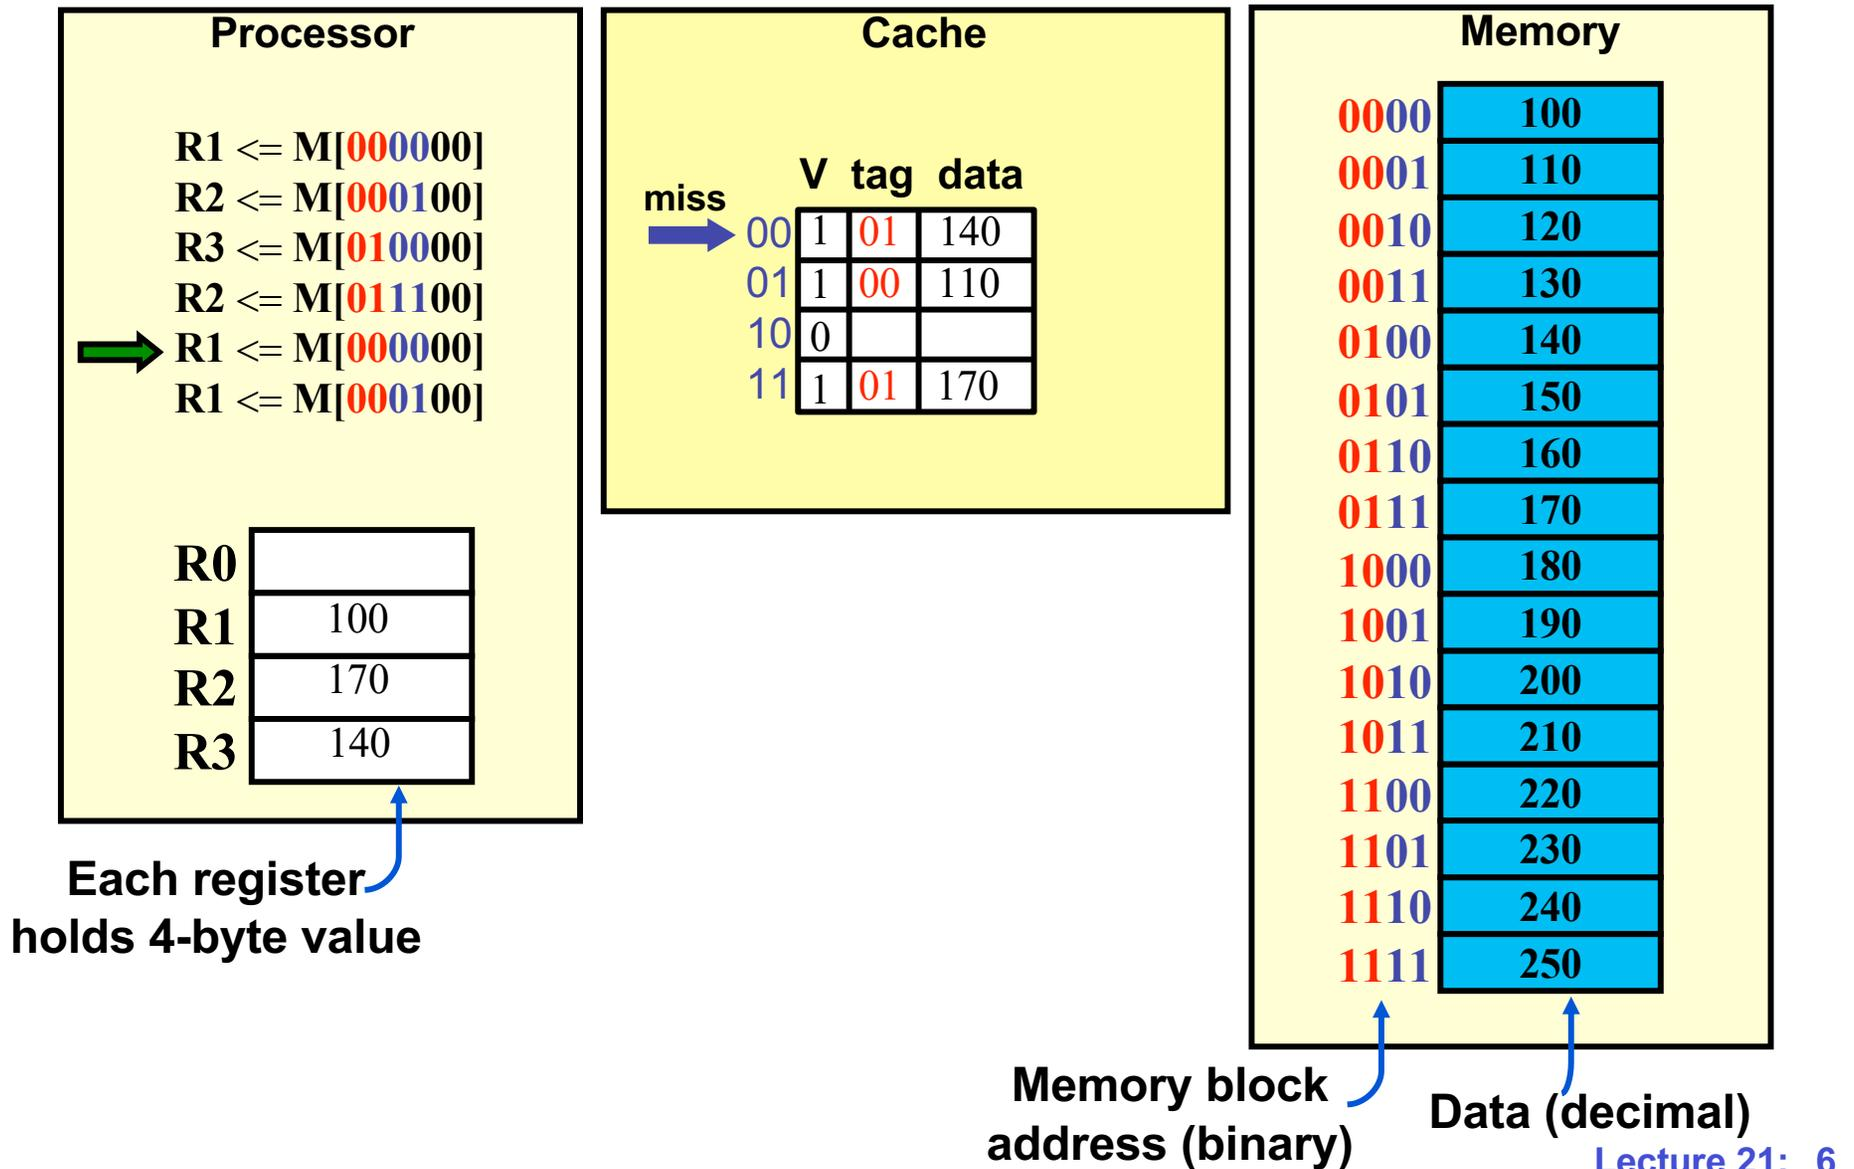 Processor
R1 <= M[000000]
R2 <= M[000100]
R3 <= M[010000]
R2 <= M[011100]
R1 <= M[000000]
R1 <= M[000100]
R0
R1 100
R2 170
R3 140
Each register
holds 4-byte value
Cache
V tag data
miss
00 1 01 140
01 1 00 110
10 0
11 1 01 170
Memory
0000 100
0001 110
0010 120
0011 130
0100 140
0101 150
0110 160
0111 170
1000 180
1001 190
1010 200
1011 210
1100 220
1101 230
1110 240
1111 250
Memory block
address (binary)
Data (decimal)
Lecture 21: 6